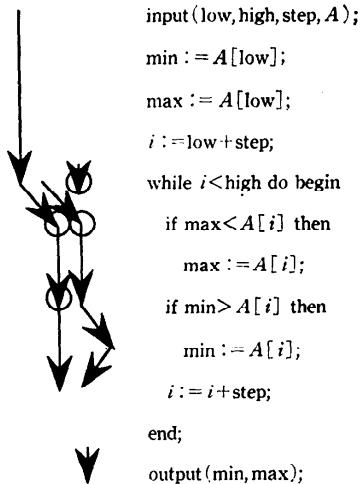 input(low,high,step,A);
min:=A[low];
max:=A[low];
i:=low+step;
while i<high do begin
if max<A[i] then
max:=A[i];
if min>A[i] then
min:=A[i];
i:=i+step;
end;
output(min,max);